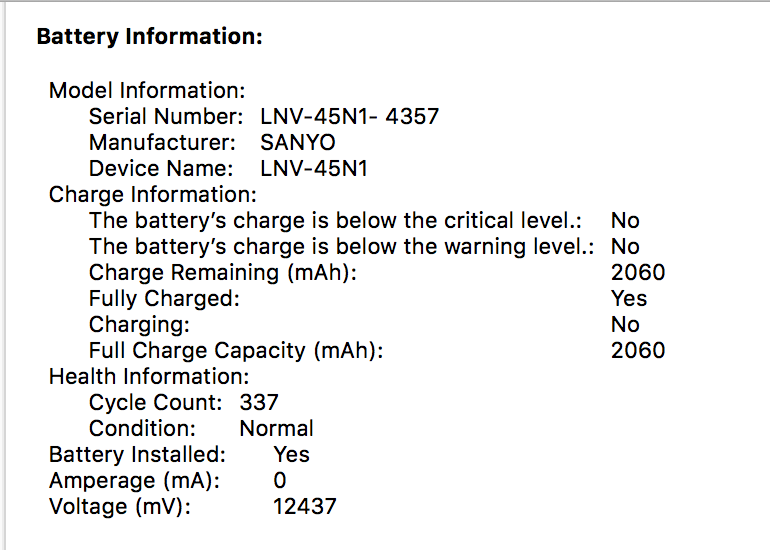 Battery Information:
Model Information:
Serial Number: LNV-45N1- 4357
Manufacturer: SANYO
Device Name: LNV-45N1
Charge Information:
The battery’s charge is below the critical level.: No
The battery’s charge is below the warning level.: No
Charge Remaining (mAh): 2060
Fully Charged: Yes
Charging: No
Full Charge Capacity (mAh): 2060
Health Information:
Cycle Count: 337
Condition: Normal
Battery Installed: Yes
Amperage (mA): 0
Voltage (mV): 12437